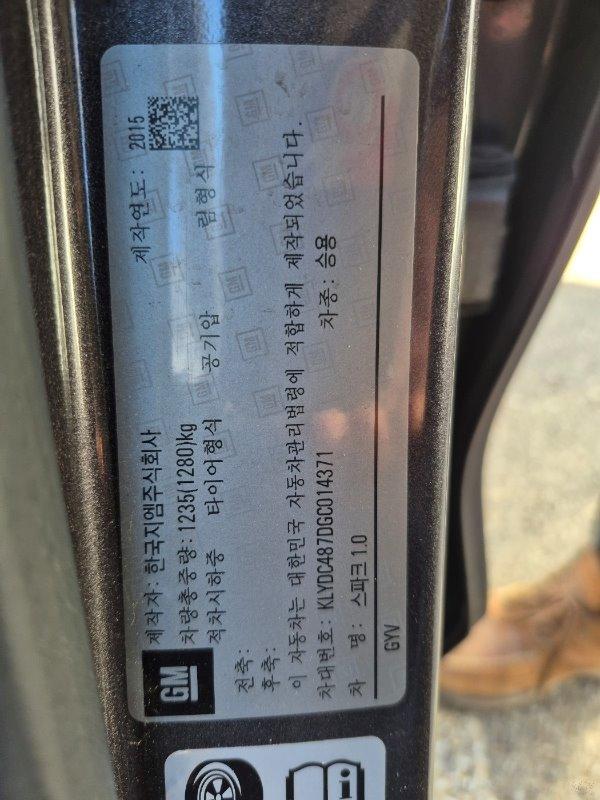 제작자: 한국지엠주식회사 제작연도: 2015
차량총중량: 1235(1280)kg
적차시하중 타이어형식 공기압 림형식
전축:
후축:
이 자동차는 대한민국 자동차관리법령에 적합하게 제작되었습니다.
차대번호: KLYDC487DGC014371 차종: 승용
차 명: 스파크 1.0
GYV
GM